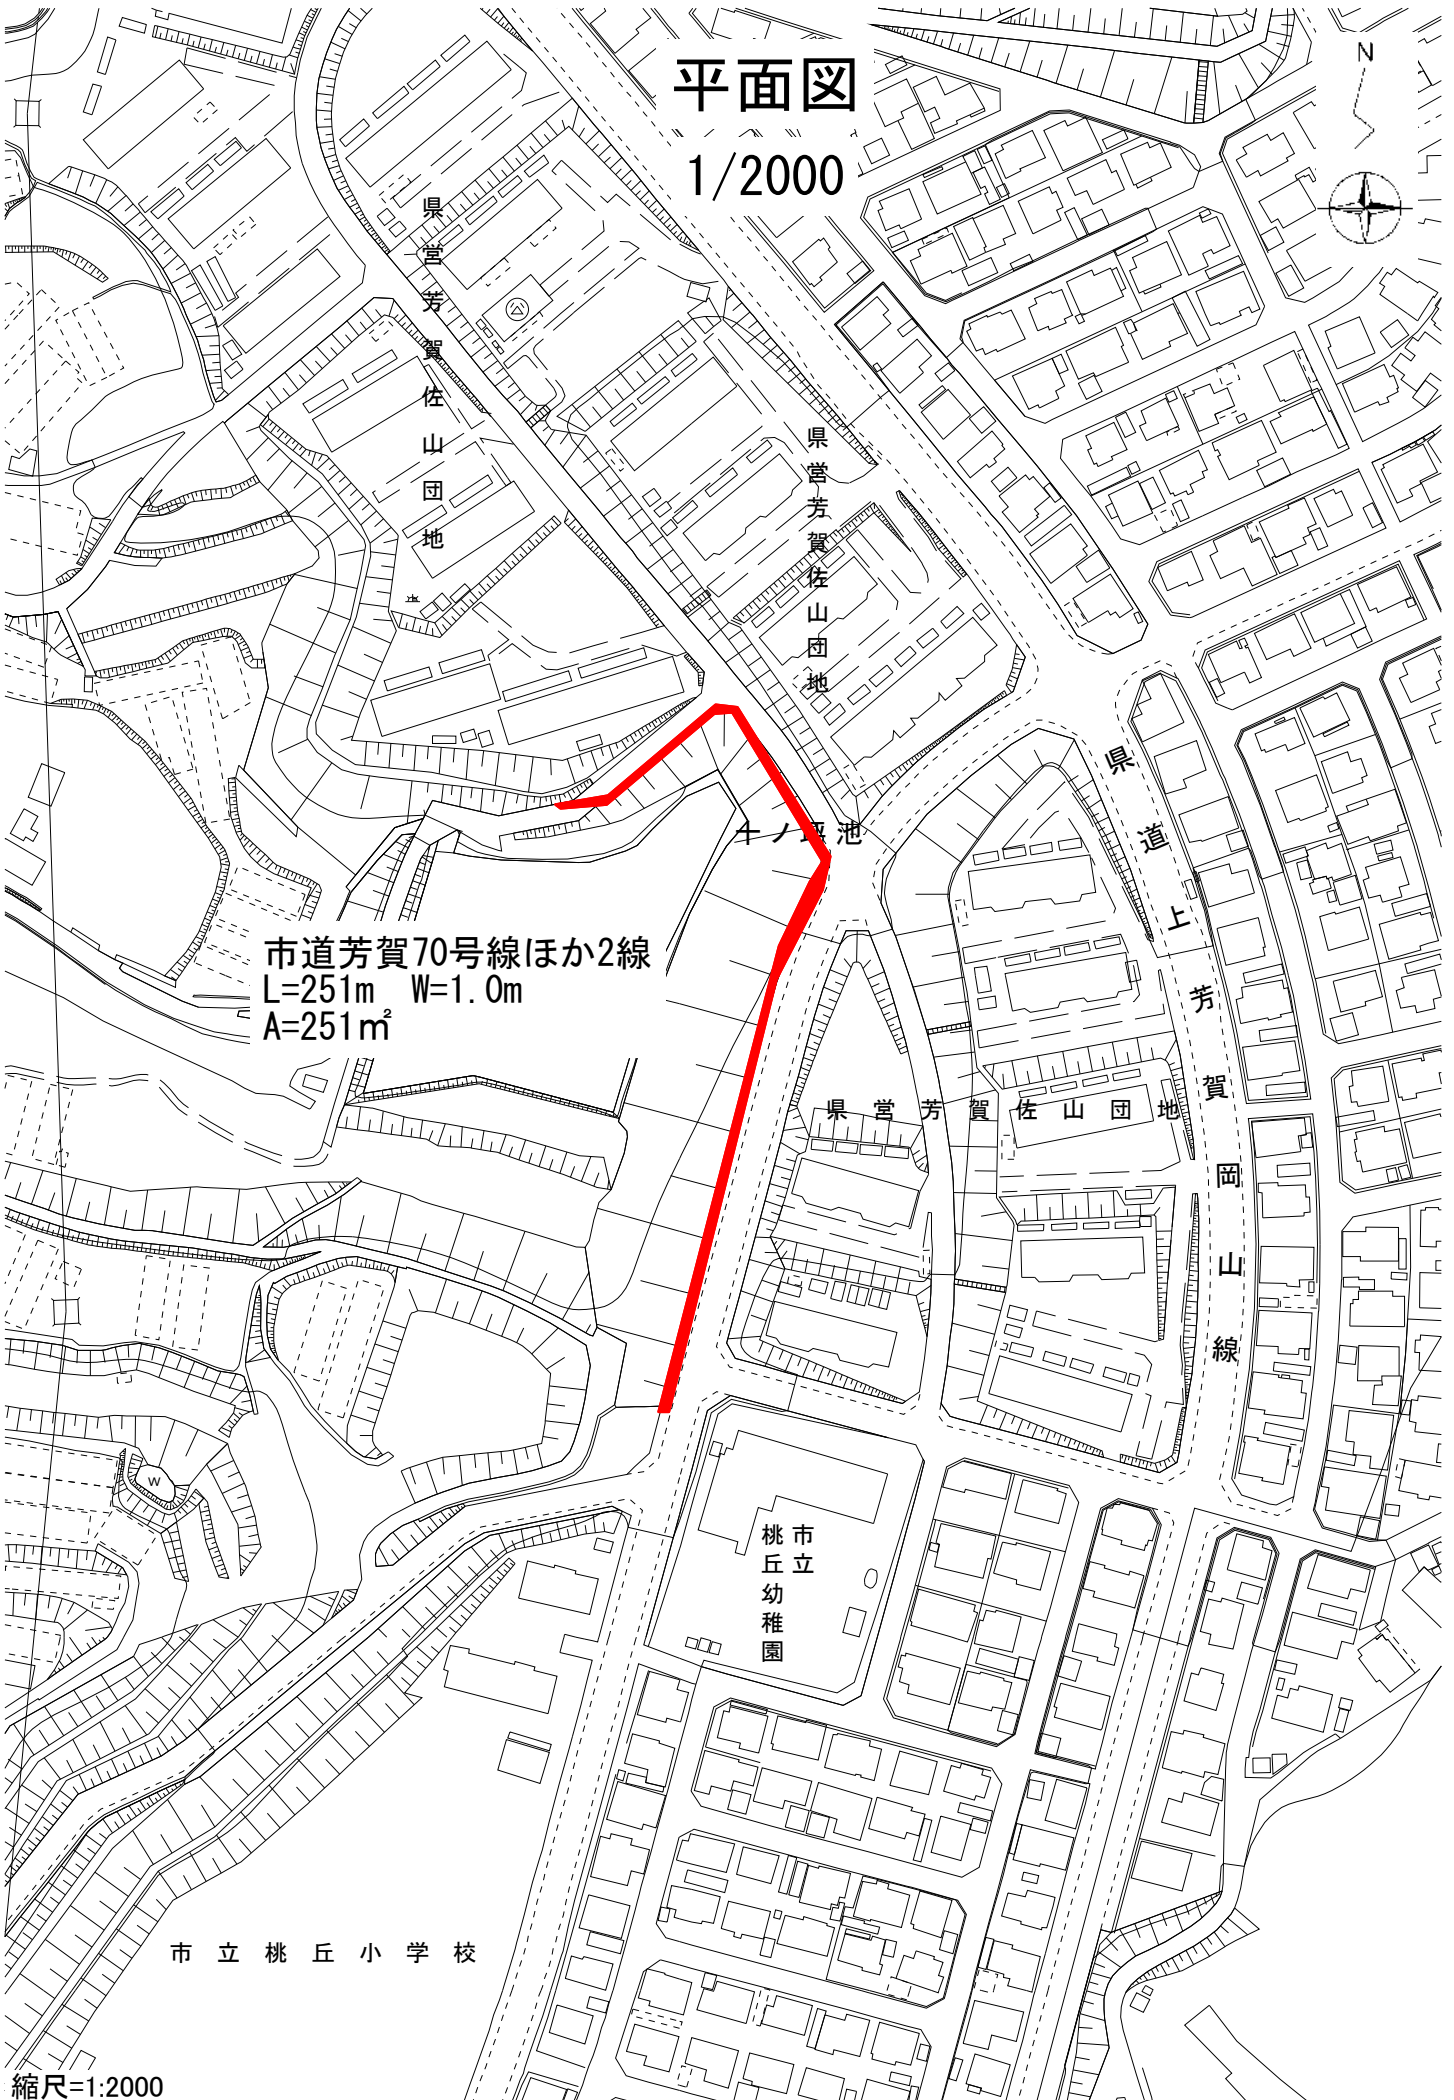 平面図
1/2000
N
県営芳賀佐山団地
県営芳賀佐山団地
県道上芳賀岡山線
ノ坪池
市道芳賀70号線ほか2線
L=251m W=1.0m
A=251㎡
県営芳賀佐山団地
W
市立
桃丘幼稚園
市立桃丘小学校
縮尺=1:2000